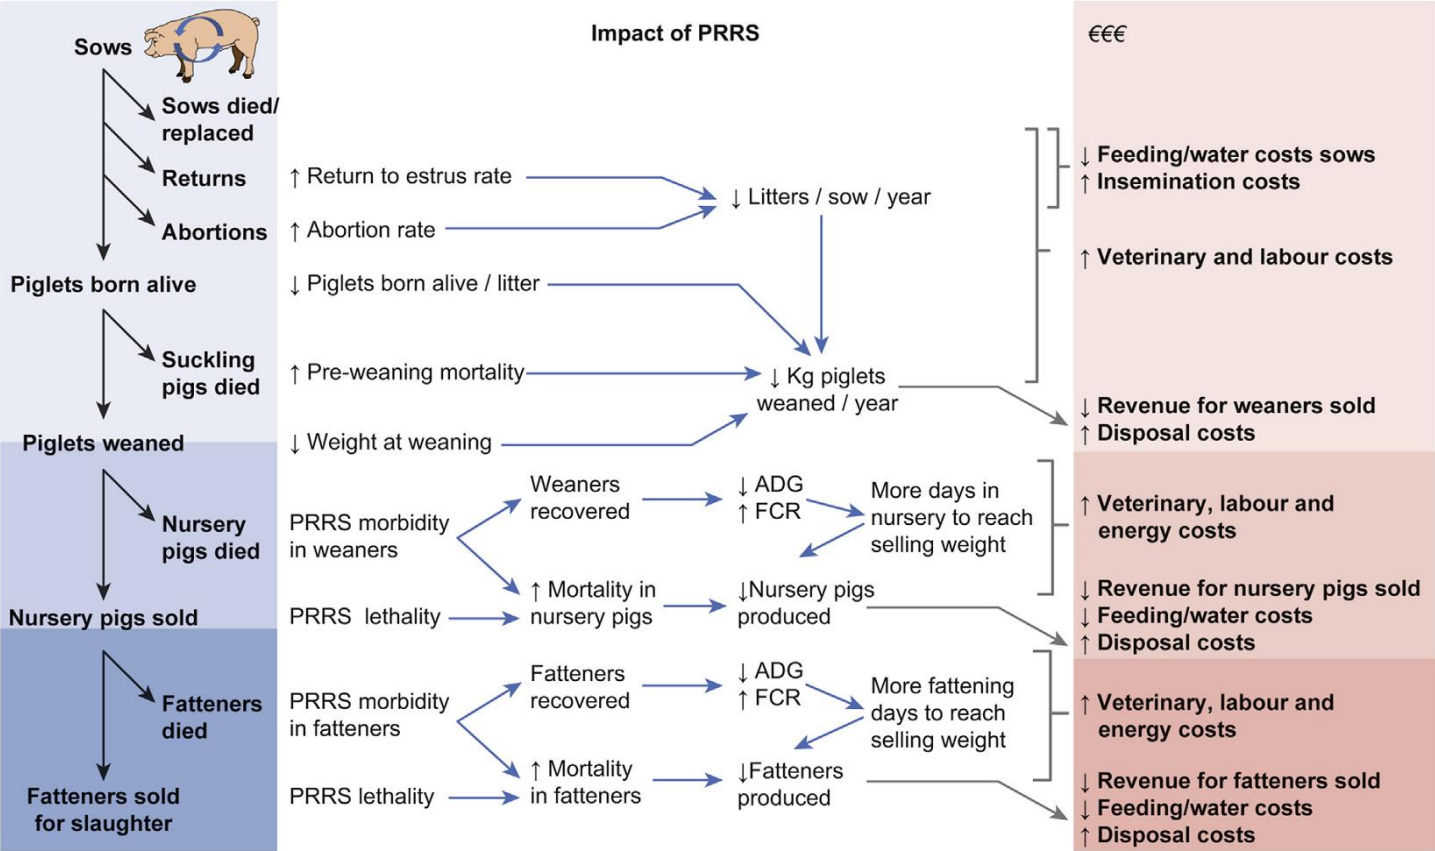 Impact of PRRS
€€€
Sows
Sows died/
replaced
Returns
Abortions
Piglets born alive
Suckling
pigs died
Piglets weaned
Nursery
pigs died
Nursery pigs sold
Fatteners
died
Fatteners sold
for slaughter
↑ Return to estrus rate
↑ Abortion rate
↓ Litters / sow / year
↓ Piglets born alive / litter
↑ Pre-weaning mortality
↓ Kg piglets
weaned / year
↓ Weight at weaning
PRRS morbidity
in weaners
Weaners
recovered
↓ ADG
↑ FCR
More days in
nursery to reach
selling weight
PRRS lethality
↑ Mortality in
nursery pigs
↓Nursery pigs
produced
PRRS morbidity
in fatteners
Fatteners
recovered
↓ ADG
↑ FCR
More fattening
days to reach
selling weight
PRRS lethality
↑ Mortality
in fatteners
↓Fatteners
produced
↓ Feeding/water costs sows
↑ Insemination costs
↑ Veterinary and labour costs
↓ Revenue for weaners sold
↑ Disposal costs
↑ Veterinary, labour and
energy costs
↓ Revenue for nursery pigs sold
↓ Feeding/water costs
↑ Disposal costs
↑ Veterinary, labour and
energy costs
↓ Revenue for fatteners sold
↓ Feeding/water costs
↑ Disposal costs